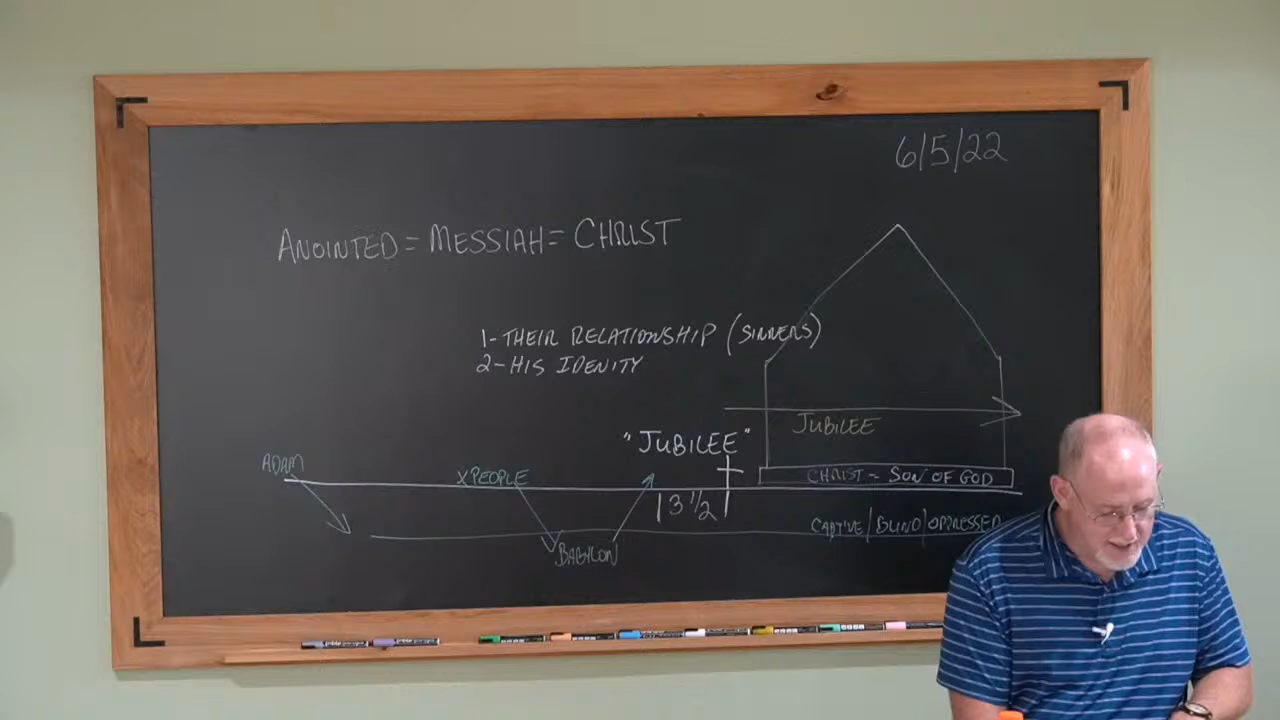 6/5/22
ANOINTED = MESSIAH = CHRIST
1-THEIR RELATIONSHIP (SINNERS)
2-HIS IDENITY
JUBILEE
"JUBILEE"
ADAM
XPEOPLE
CHRIST = SON OF GOD
3 1/2
CAPTIVE/BLIND/OPPRESSED
BABYLON